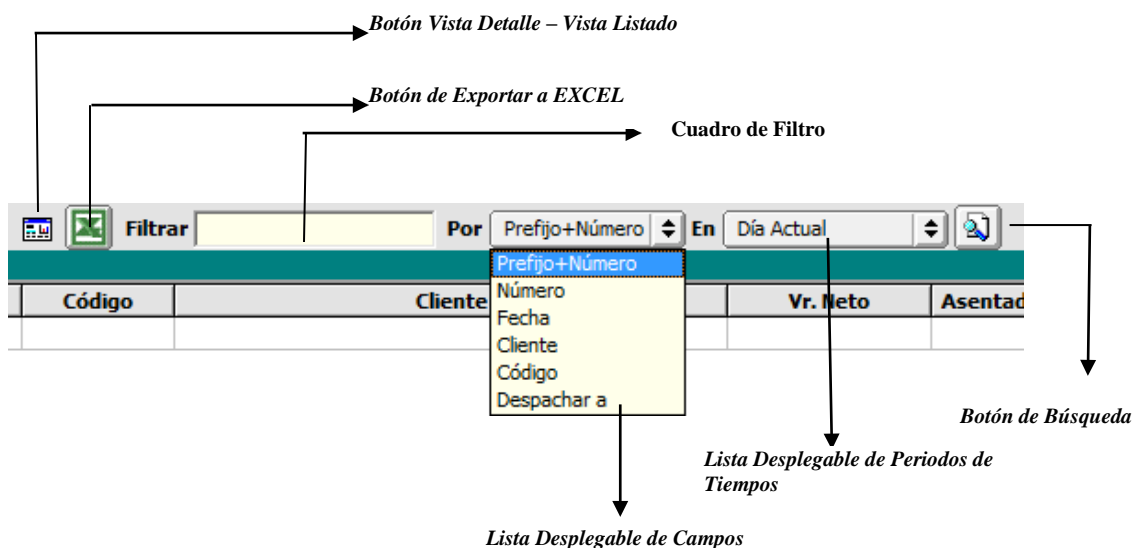 Botón Vista Detalle – Vista Listado
Botón de Exportar a EXCEL
Cuadro de Filtro
Filtrar Por Prefijo+Número En Día Actual
Prefijo+Número
Código Cliente Vr. Neto Asentad
Número
Fecha
Cliente
Código
Despachar a
Botón de Búsqueda
Lista Desplegable de Periodos de
Tiempos
Lista Desplegable de Campos